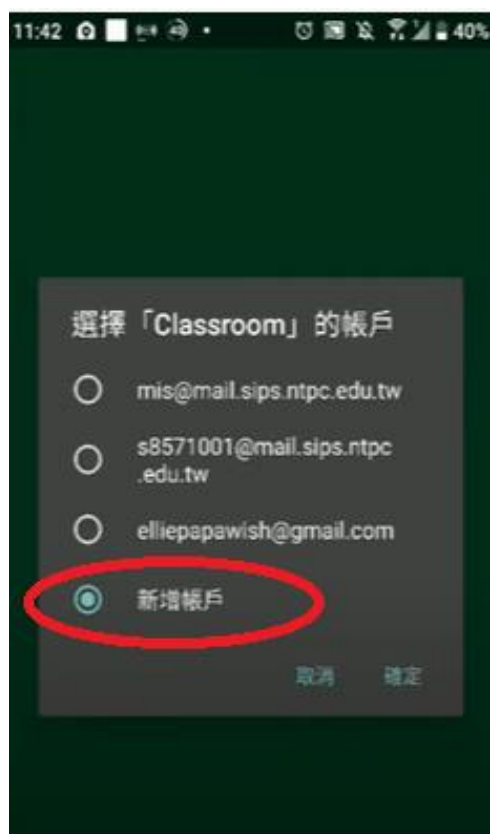 11:42 40%
選擇「Classroom」的帳戶
mis@mail.sips.ntpc.edu.tw
s8571001@mail.sips.ntpc
.edu.tw
elliepapawish@gmail.com
新增帳戶
取消 確定